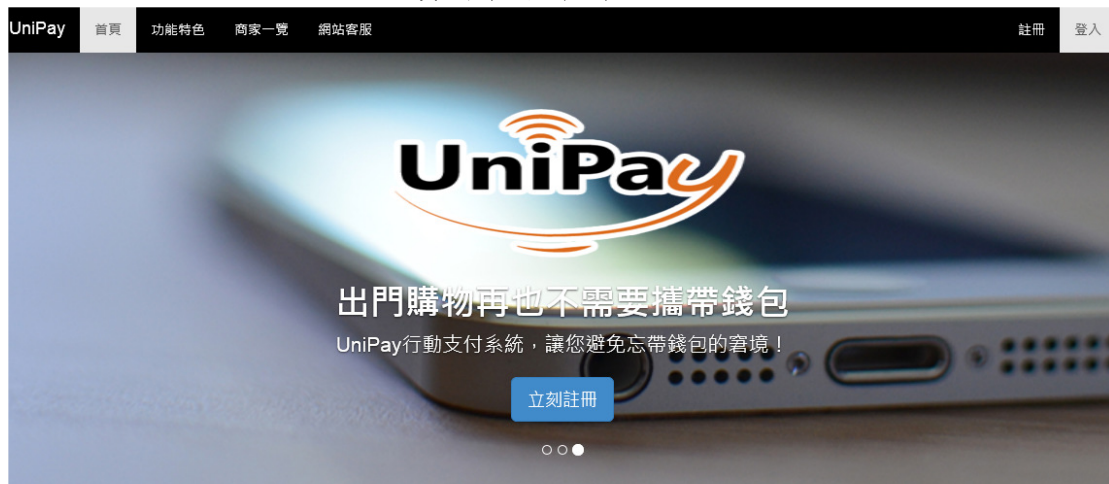 UniPay 首頁 功能特色 商家一覽 網站客服 註冊 登入
UniPay
出門購物再也不需要攜帶錢包
UniPay行動支付系統，讓您避免忘帶錢包的窘境！
立刻註冊